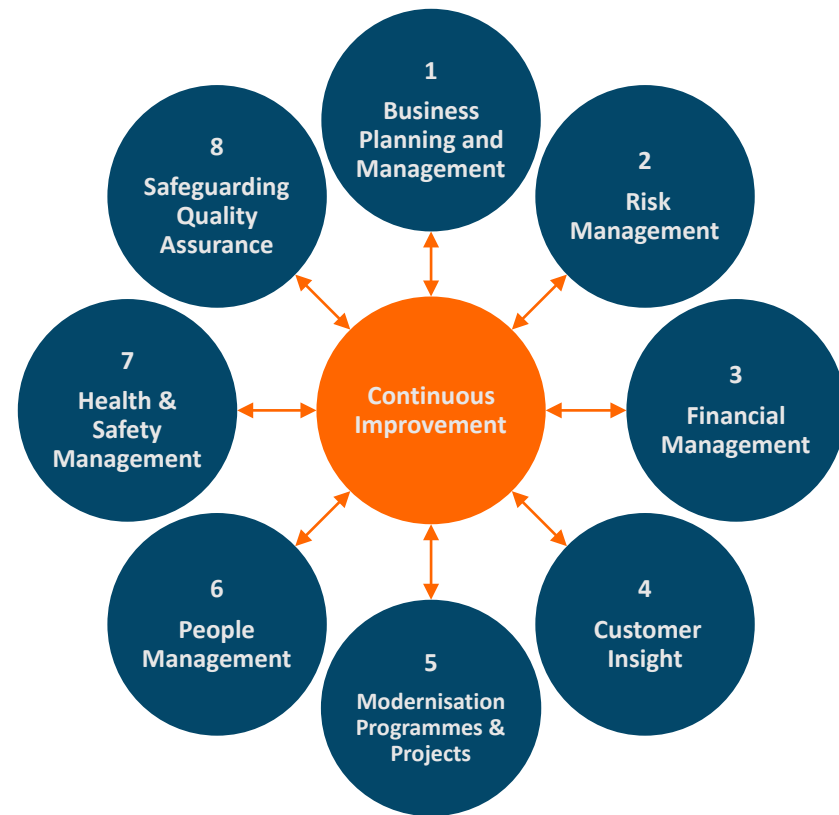 1
Business
Planning and
Management
2
Risk
Management
3
Financial
Management
4
Customer
Insight
5
Modernisation
Programmes &
Projects
6
People
Management
7
Health &
Safety
Management
8
Safeguarding
Quality
Assurance
Continuous
Improvement